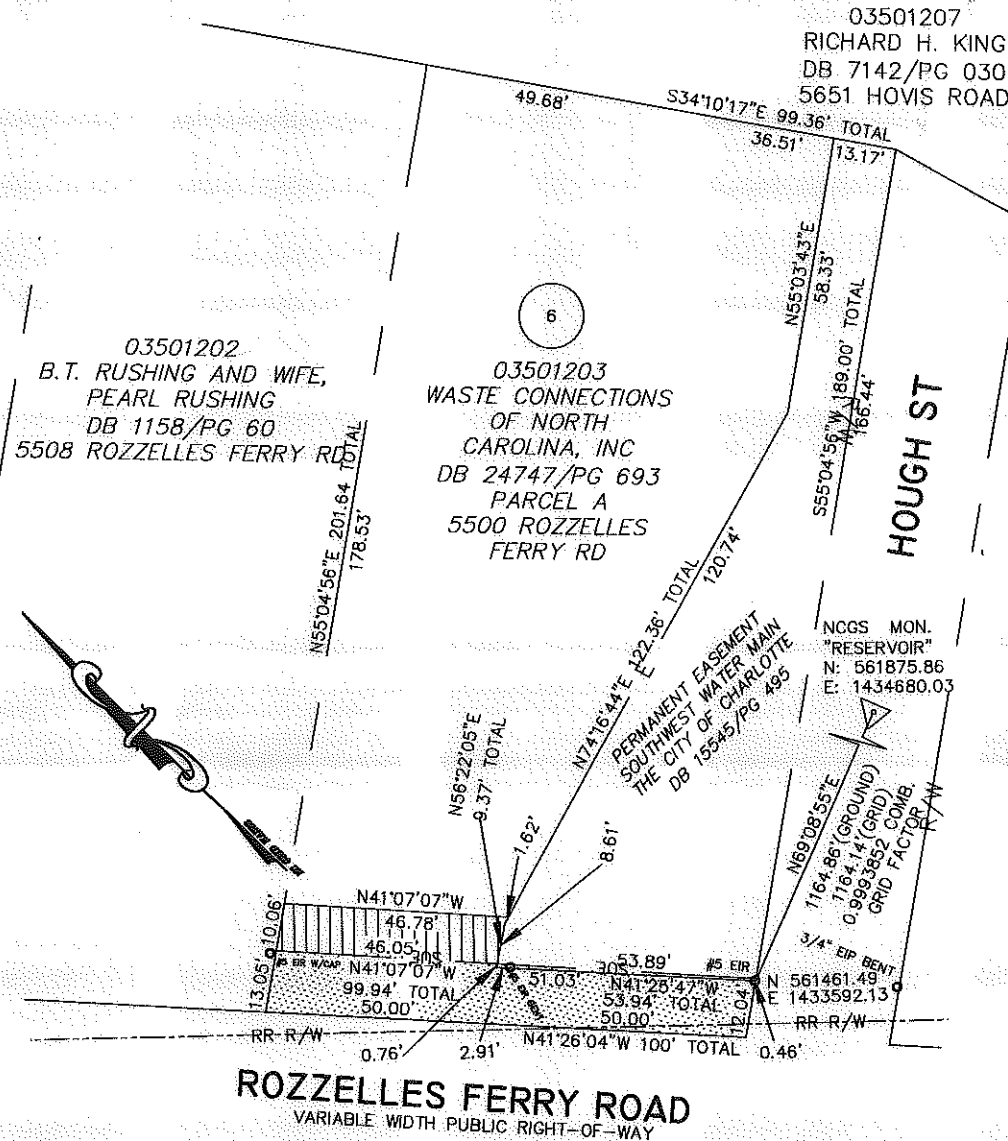 03501207
RICHARD H. KING
DB 7142/PG 030
5651 HOVIS ROAD
49.68'
S34°10'17"E 99.36' TOTAL
36.51'
13.17'
N55°03'43"E
58.33'
S55°04'56"W 189.00' TOTAL
165.44'
HOUGH ST
6
03501202
B.T. RUSHING AND WIFE,
PEARL RUSHING
DB 1158/PG 60
5508 ROZZELLES FERRY RD
03501203
WASTE CONNECTIONS
OF NORTH
CAROLINA, INC
DB 24747/PG 693
PARCEL A
5500 ROZZELLES
FERRY RD
N55°04'56"E 201.64 TOTAL
178.53'
N74°16'44"E 122.36' TOTAL
120.74'
E
PERMANENT EASEMENT
SOUTHWEST WATER MAIN
THE CITY OF CHARLOTTE
DB 15545/PG 495
NCGS MON.
"RESERVOIR"
N: 561875.86
E: 1434680.03
N56°22'05"E
9.37' TOTAL
1.62'
8.61'
N69°08'55"E
1164.86'(GROUND)
1164.14'(GRID)
0.9993852 COMB.
GRID FACTOR
R/W
3/4" EIP BENT
N41°07'07"W
46.78'
10.06'
46.05'
#5 EIR W/CAP
N41°07'07"W
99.94' TOTAL
50.00'
13.05'
53.89'
#5 EIR
51.03'
N41°25'47"W
53.94' TOTAL
50.00'
12.04'
N 561461.49
E 1433592.13
RR R/W
RR R/W
N41°26'04"W 100' TOTAL
0.76'
2.91'
0.46'
ROZZELLES FERRY ROAD
VARIABLE WIDTH PUBLIC RIGHT-OF-WAY